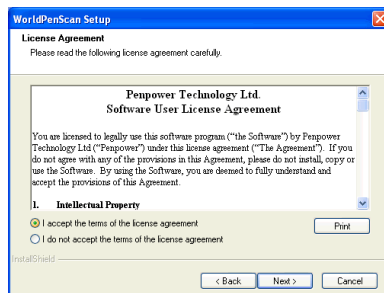 WorldPenScan Setup
License Agreement
Please read the following license agreement carefully.
Penpower Technology Ltd.
Software User License Agreement
You are licensed to legally use this software program (“the Software”) by Penpower
Technology Ltd (“Penpower”) under this license agreement (“The Agreement”). If you
do not agree with any of the provisions in this Agreement, please do not install, copy or
use the Software. By using the Software, you are deemed to fully understand and
accept the provisions of this Agreement.
1. Intellectual Property
I accept the terms of the license agreement
Print
I do not accept the terms of the license agreement
InstallShield
< Back
Next >
Cancel